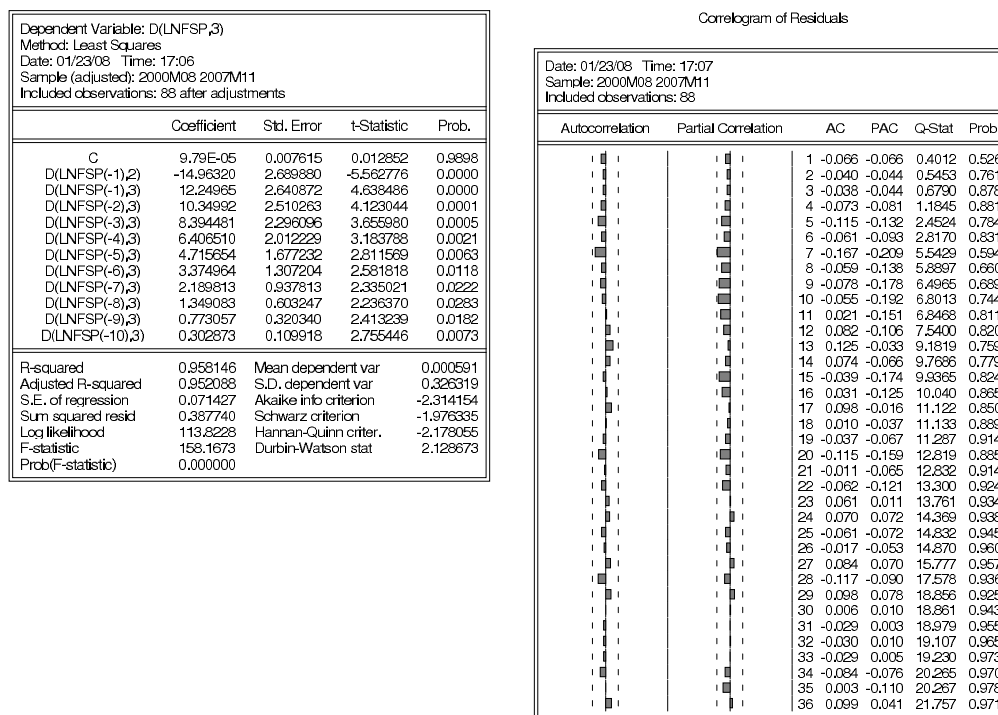 Dependent Variable: D(LNFSP,3)
Method: Least Squares
Date: 01/23/08 Time: 17:06
Sample (adjusted): 2000M08 2007M11
Included observations: 88 after adjustments
Coefficient Std. Error t-Statistic Prob.
C 9.79E-05 0.007615 0.012852 0.9898
D(LNFSP(-1),2) -14.96320 2.689880 -5.562776 0.0000
D(LNFSP(-1),3) 12.24965 2.640872 4.638486 0.0000
D(LNFSP(-2),3) 10.34992 2.510263 4.123044 0.0001
D(LNFSP(-3),3) 8.394481 2.296096 3.655980 0.0005
D(LNFSP(-4),3) 6.406510 2.012229 3.183788 0.0021
D(LNFSP(-5),3) 4.715654 1.677232 2.811569 0.0063
D(LNFSP(-6),3) 3.374964 1.307204 2.581818 0.0118
D(LNFSP(-7),3) 2.189813 0.937813 2.335021 0.0222
D(LNFSP(-8),3) 1.349083 0.603247 2.236370 0.0283
D(LNFSP(-9),3) 0.773057 0.320340 2.413239 0.0182
D(LNFSP(-10),3) 0.302873 0.109918 2.755446 0.0073
R-squared 0.958146 Mean dependent var 0.000591
Adjusted R-squared 0.952088 S.D. dependent var 0.326319
S.E. of regression 0.071427 Akaike info criterion -2.314154
Sum squared resid 0.387740 Schwarz criterion -1.976335
Log likelihood 113.8228 Hannan-Quinn criter. -2.178055
F-statistic 158.1673 Durbin-Watson stat 2.128673
Prob(F-statistic) 0.000000
Correlogram of Residuals
Date: 01/23/08 Time: 17:07
Sample: 2000M08 2007M11
Included observations: 88
Autocorrelation Partial Correlation AC PAC Q-Stat Prob
1 -0.066 -0.066 0.4012 0.526
2 -0.040 -0.044 0.5453 0.761
3 -0.038 -0.044 0.6790 0.878
4 -0.073 -0.081 1.1845 0.881
5 -0.115 -0.132 2.4524 0.784
6 -0.061 -0.093 2.8170 0.831
7 -0.167 -0.209 5.5429 0.594
8 -0.059 -0.138 5.8897 0.660
9 -0.078 -0.178 6.4965 0.689
10 -0.055 -0.192 6.8013 0.744
11 0.021 -0.151 6.8468 0.811
12 0.082 -0.106 7.5400 0.820
13 0.125 -0.033 9.1819 0.759
14 0.074 -0.066 9.7686 0.779
15 -0.039 -0.174 9.9365 0.824
16 0.031 -0.125 10.040 0.865
17 0.098 -0.016 11.122 0.850
18 0.010 -0.037 11.133 0.889
19 -0.037 -0.067 11.287 0.914
20 -0.115 -0.159 12.819 0.885
21 -0.011 -0.065 12.832 0.914
22 -0.062 -0.121 13.300 0.924
23 0.061 0.011 13.761 0.934
24 0.070 0.072 14.369 0.938
25 -0.061 -0.072 14.832 0.945
26 -0.017 -0.053 14.870 0.960
27 0.084 0.070 15.777 0.957
28 -0.117 -0.090 17.578 0.936
29 0.098 0.078 18.856 0.925
30 0.006 0.010 18.861 0.943
31 -0.029 0.003 18.979 0.955
32 -0.030 0.010 19.107 0.965
33 -0.029 0.005 19.230 0.973
34 -0.084 -0.076 20.265 0.970
35 0.003 -0.110 20.267 0.978
36 0.099 0.041 21.757 0.971